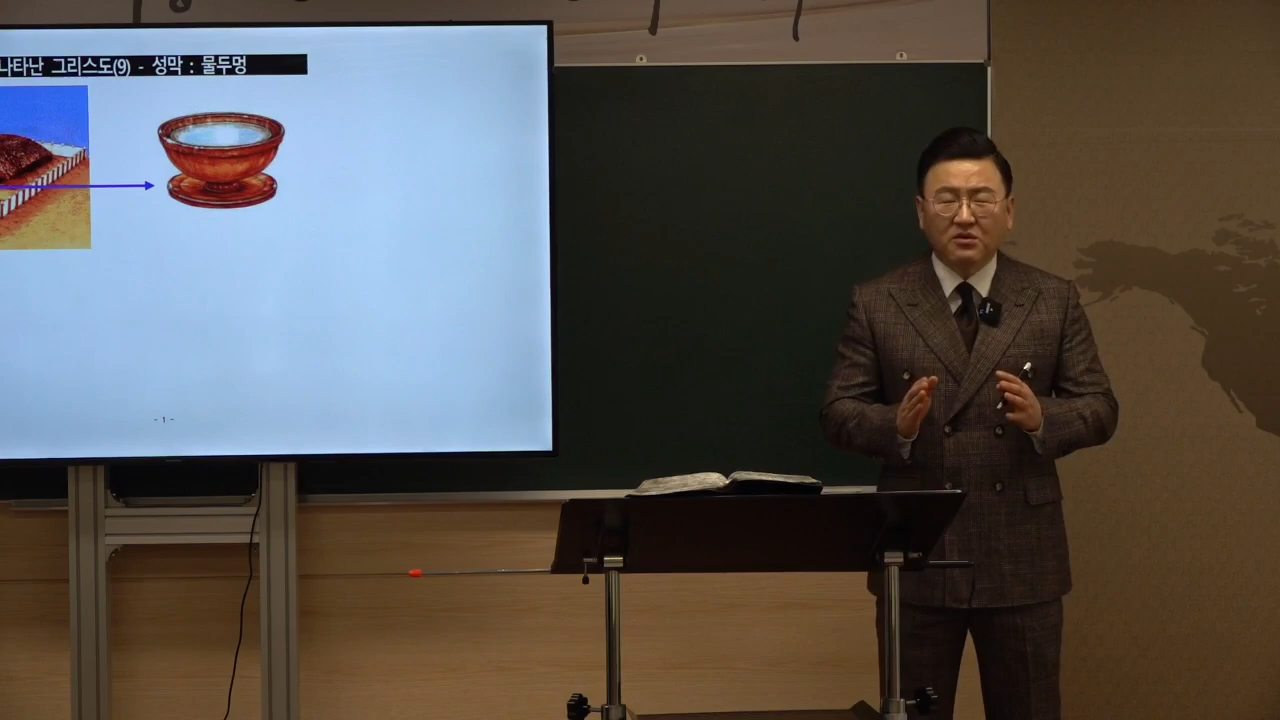 나타난 그리스도(9) - 성막 : 물두멍
- 1 -